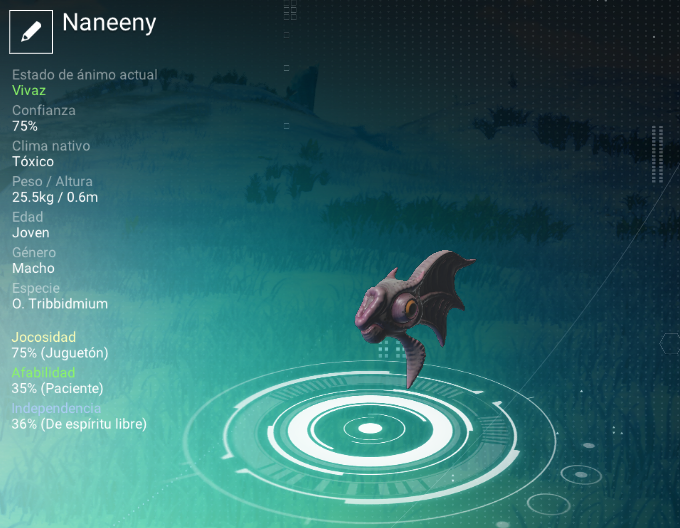 Naneeny
Estado de ánimo actual
Vivaz
Confianza
75%
Clima nativo
Tóxico
Peso / Altura
25.5kg / 0.6m
Edad
Joven
Género
Macho
Especie
O. Tribbidmium
Jocosidad
75% (Juguetón)
Afabilidad
35% (Paciente)
Independencia
36% (De espíritu libre)